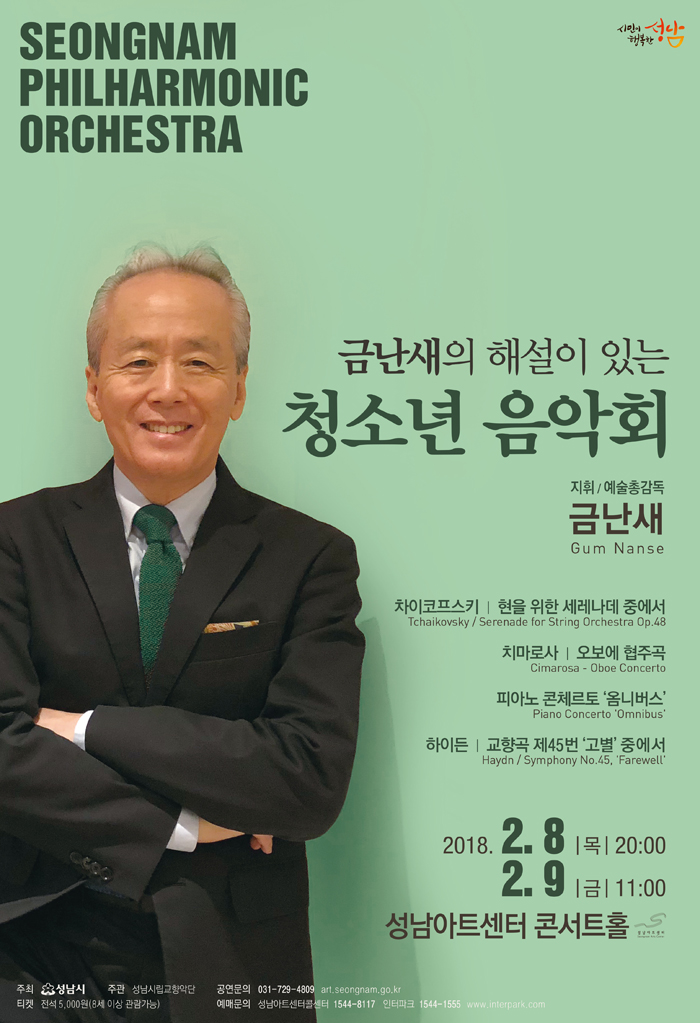 SEONGNAM
PHILHARMONIC
ORCHESTRA
시민이
행복한 성남
금난새의 해설이 있는
청소년 음악회
지휘 / 예술총감독
금난새
Gum Nanse
차이코프스키 | 현을 위한 세레나데 중에서
Tchaikovsky / Serenade for String Orchestra Op.48
치마로사 | 오보에 협주곡
Cimarosa - Oboe Concerto
피아노 콘체르토 '옴니버스'
Piano Concerto 'Omnibus'
하이든 | 교향곡 제45번 '고별' 중에서
Haydn / Symphony No.45, 'Farewell'
2018. 2. 8 |목| 20:00
2. 9 |금| 11:00
성남아트센터 콘서트홀 성남아트센터
주최 성남시 주관 성남시립교향악단 공연문의 031-729-4809 art.seongnam.go.kr
티켓 전석 5,000원(8세 이상 관람가능) 예매문의 성남아트센터콜센터 1544-8117 인터파크 1544-1555 www.interpark.com